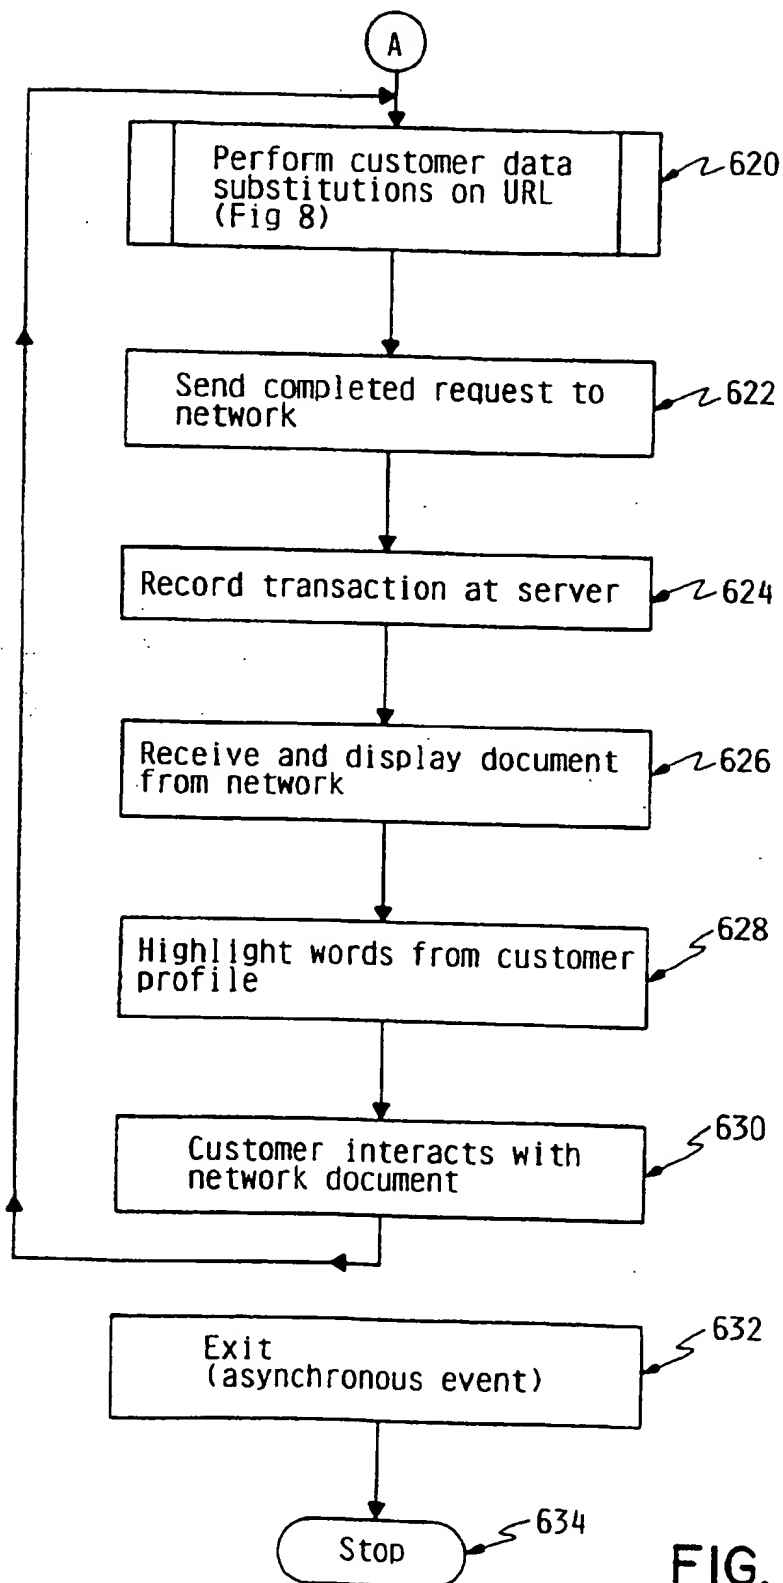 A
Perform customer data
substitutions on URL
(Fig 8)
620
Send completed request to
network
622
Record transaction at server
624
Receive and display document
from network
626
Highlight words from customer
profile
628
Customer interacts with
network document
630
Exit
(asynchronous event)
632
Stop
634
FIG.